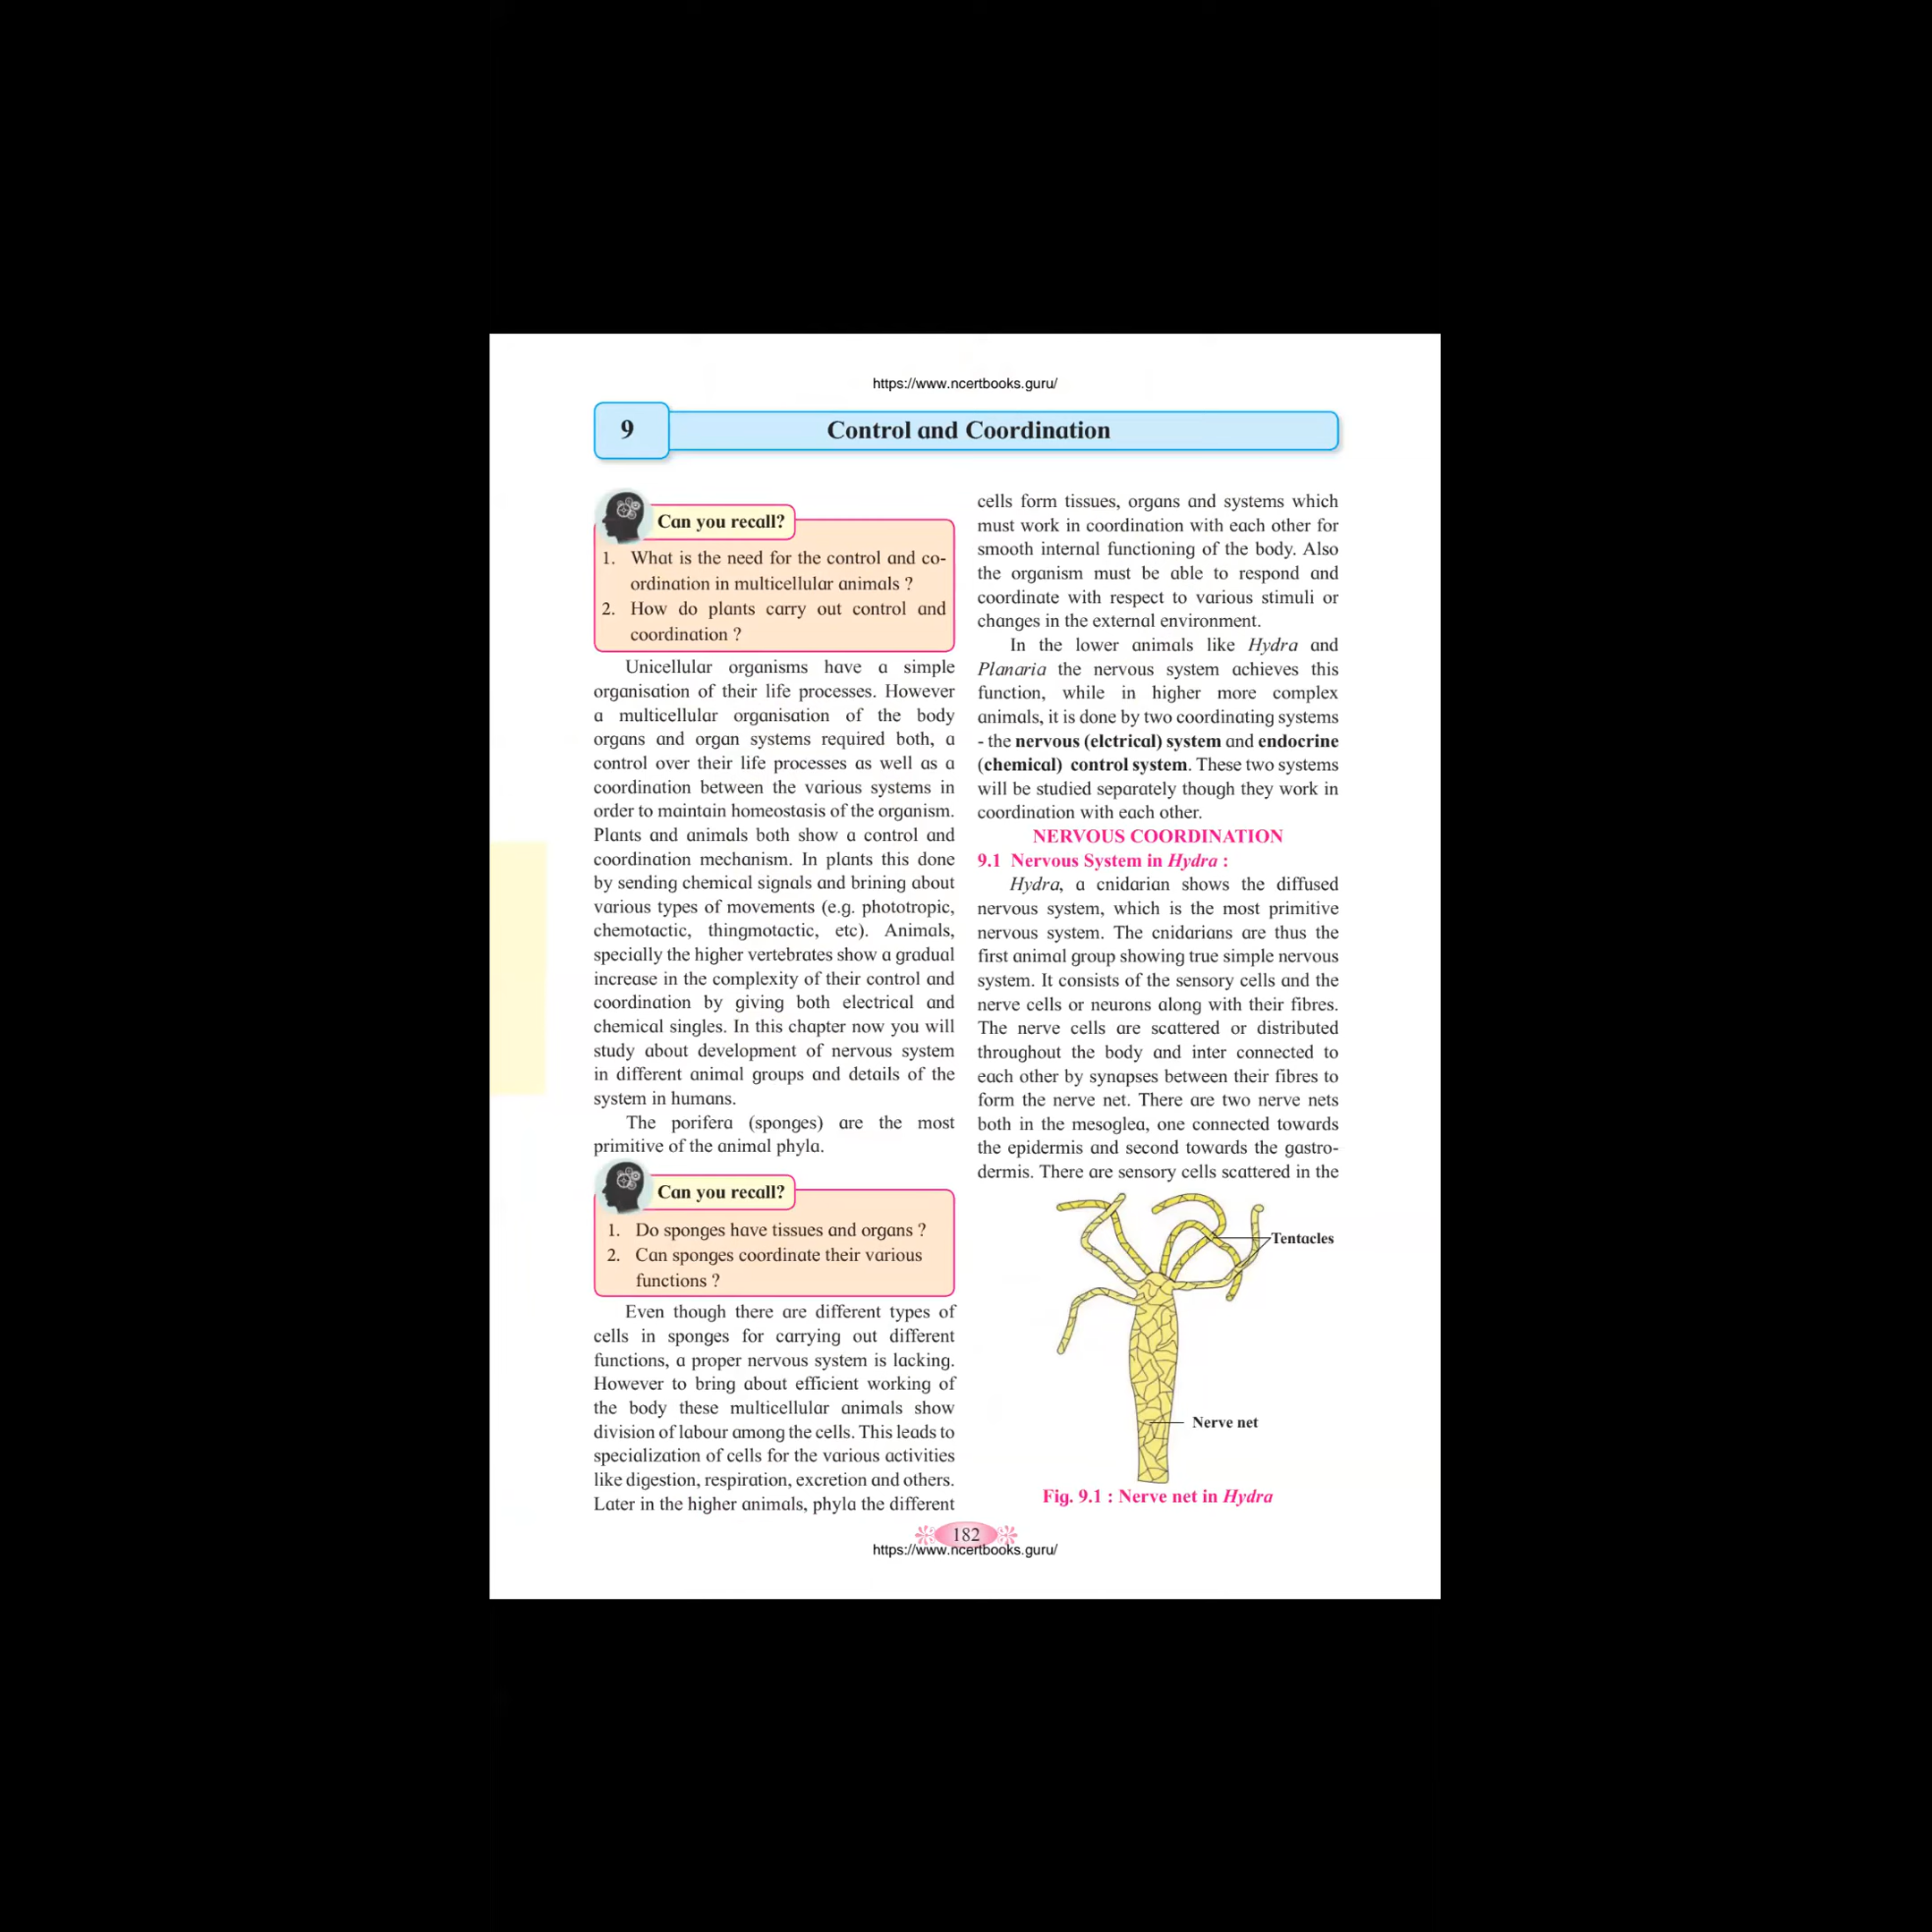 https://www.ncertbooks.guru/
9
Control and Coordination
Can you recall?
1. What is the need for the control and co-
ordination in multicellular animals ?
2. How do plants carry out control and
coordination ?
Unicellular organisms have a simple
organisation of their life processes. However
a multicellular organisation of the body
organs and organ systems required both, a
control over their life processes as well as a
coordination between the various systems in
order to maintain homeostasis of the organism.
Plants and animals both show a control and
coordination mechanism. In plants this done
by sending chemical signals and brining about
various types of movements (e.g. phototropic,
chemotactic, thingmotactic, etc). Animals,
specially the higher vertebrates show a gradual
increase in the complexity of their control and
coordination by giving both electrical and
chemical singles. In this chapter now you will
study about development of nervous system
in different animal groups and details of the
system in humans.
The porifera (sponges) are the most
primitive of the animal phyla.
Can you recall?
1. Do sponges have tissues and organs ?
2. Can sponges coordinate their various
functions ?
Even though there are different types of
cells in sponges for carrying out different
functions, a proper nervous system is lacking.
However to bring about efficient working of
the body these multicellular animals show
division of labour among the cells. This leads to
specialization of cells for the various activities
like digestion, respiration, excretion and others.
Later in the higher animals, phyla the different
cells form tissues, organs and systems which
must work in coordination with each other for
smooth internal functioning of the body. Also
the organism must be able to respond and
coordinate with respect to various stimuli or
changes in the external environment.
In the lower animals like Hydra and
Planaria the nervous system achieves this
function, while in higher more complex
animals, it is done by two coordinating systems
- the nervous (elctrical) system and endocrine
(chemical) control system. These two systems
will be studied separately though they work in
coordination with each other.
NERVOUS COORDINATION
9.1 Nervous System in Hydra :
Hydra, a cnidarian shows the diffused
nervous system, which is the most primitive
nervous system. The cnidarians are thus the
first animal group showing true simple nervous
system. It consists of the sensory cells and the
nerve cells or neurons along with their fibres.
The nerve cells are scattered or distributed
throughout the body and inter connected to
each other by synapses between their fibres to
form the nerve net. There are two nerve nets
both in the mesoglea, one connected towards
the epidermis and second towards the gastro-
dermis. There are sensory cells scattered in the
Tentacles
Nerve net
Fig. 9.1 : Nerve net in Hydra
182
https://www.ncertbooks.guru/